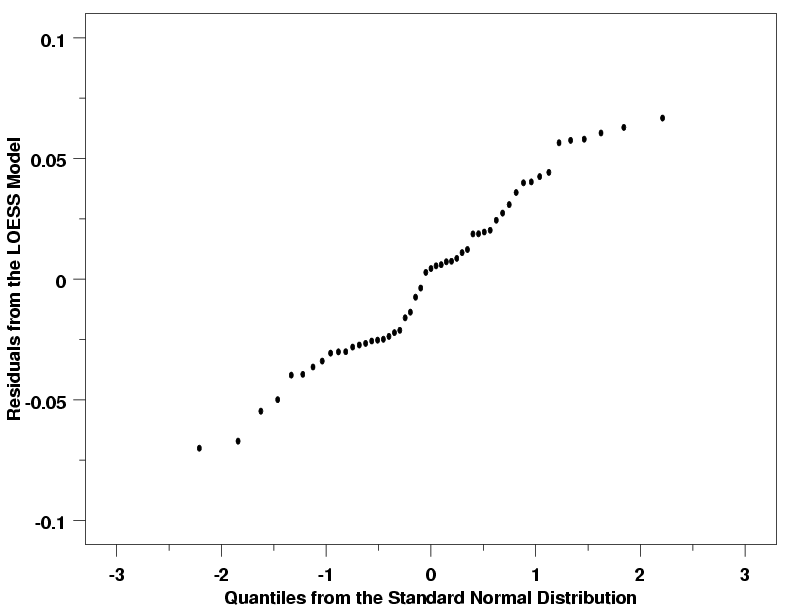 0.1
0.05
0
-0.05
-0.1
Residuals from the LOESS Model
-3 -2 -1 0 1 2 3
Quantiles from the Standard Normal Distribution